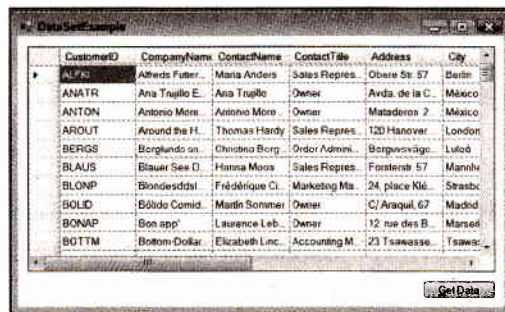 DataSetExample
CustomerID CompanyName ContactName ContactTitle Address City
ALFKI Alfreds Futter... Maria Anders Sales Repres... Obere Str. 57 Berlin
ANATR Ana Trujillo E... Ana Trujillo Owner Avda. de la C... México
ANTON Antonio More... Antonio More... Owner Mataderos 2... México
AROUT Around the H... Thomas Hardy Sales Repres... 120 Hanover... London
BERGS Berglunds sn... Christina Berg... Order Admini... Berguvsväge... Luleå
BLAUS Blauer See D... Hanna Moos Sales Repres... Forsterstr. 57 Mannhe
BLONP Blondesddsl... Frédérique Ci... Marketing Ma... 24, place Klé... Strasbo
BOLID Bólido Comid... Martín Sommer Owner C/ Araquil, 67 Madrid
BONAP Bon app' Laurence Leb... Owner 12, rue des B... Marseil
BOTTM Bottom-Dollar... Elizabeth Linc... Accounting M... 23 Tsawasse... Tsawas
Get Data